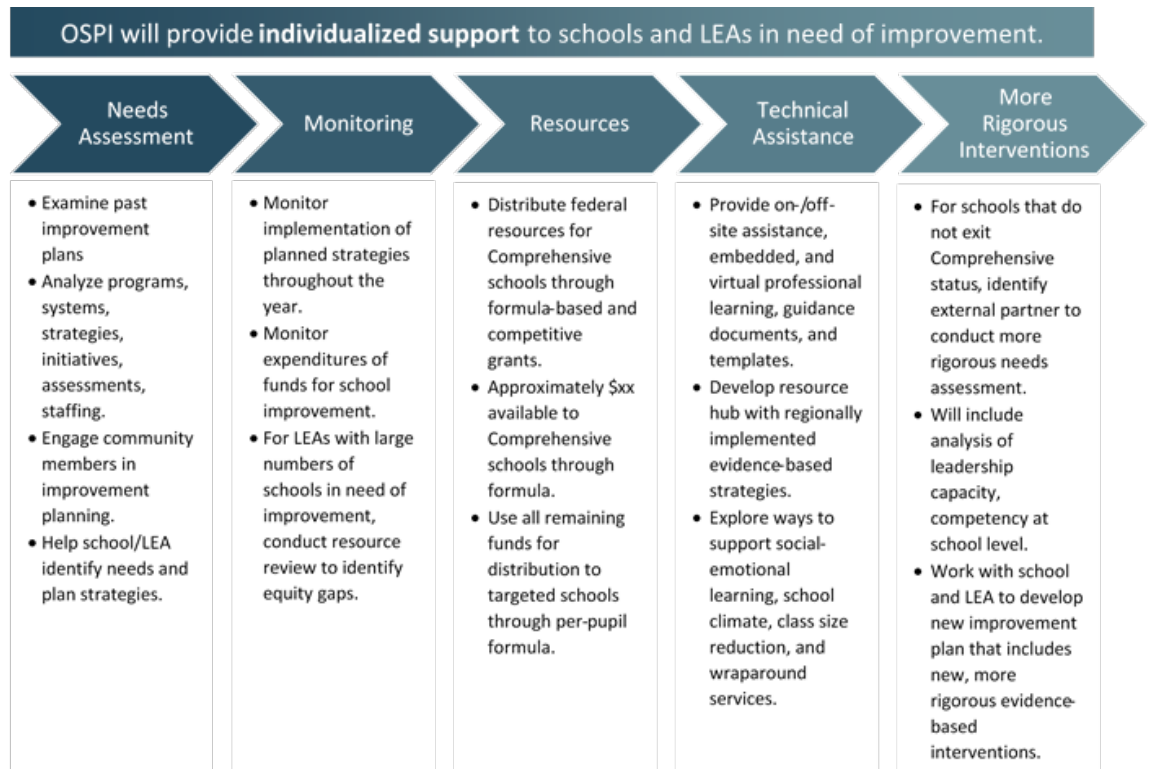 OSPI will provide individualized support to schools and LEAs in need of improvement.
Needs
Assessment
Monitoring
Resources
Technical
Assistance
More
Rigorous
Interventions
• Examine past
improvement
plans
• Analyze programs,
systems,
strategies,
initiatives,
assessments,
staffing.
• Engage community
members in
improvement
planning.
• Help school/LEA
identify needs and
plan strategies.
• Monitor
implementation of
planned strategies
throughout the
year.
• Monitor
expenditures of
funds for school
improvement.
• For LEAs with large
numbers of
schools in need of
improvement,
conduct resource
review to identify
equity gaps.
• Distribute federal
resources for
Comprehensive
schools through
formula-based and
competitive
grants.
• Approximately $xx
available to
Comprehensive
schools through
formula.
• Use all remaining
funds for
distribution to
targeted schools
through per-pupil
formula.
• Provide on-/off-
site assistance,
embedded, and
virtual professional
learning, guidance
documents, and
templates.
• Develop resource
hub with regionally
implemented
evidence-based
strategies.
• Explore ways to
support social-
emotional
learning, school
climate, class size
reduction, and
wraparound
services.
• For schools that do
not exit
Comprehensive
status, identify
external partner to
conduct more
rigorous needs
assessment.
• Will include
analysis of
leadership
capacity,
competency at
school level.
• Work with school
and LEA to develop
new improvement
plan that includes
new, more
rigorous evidence-
based
interventions.